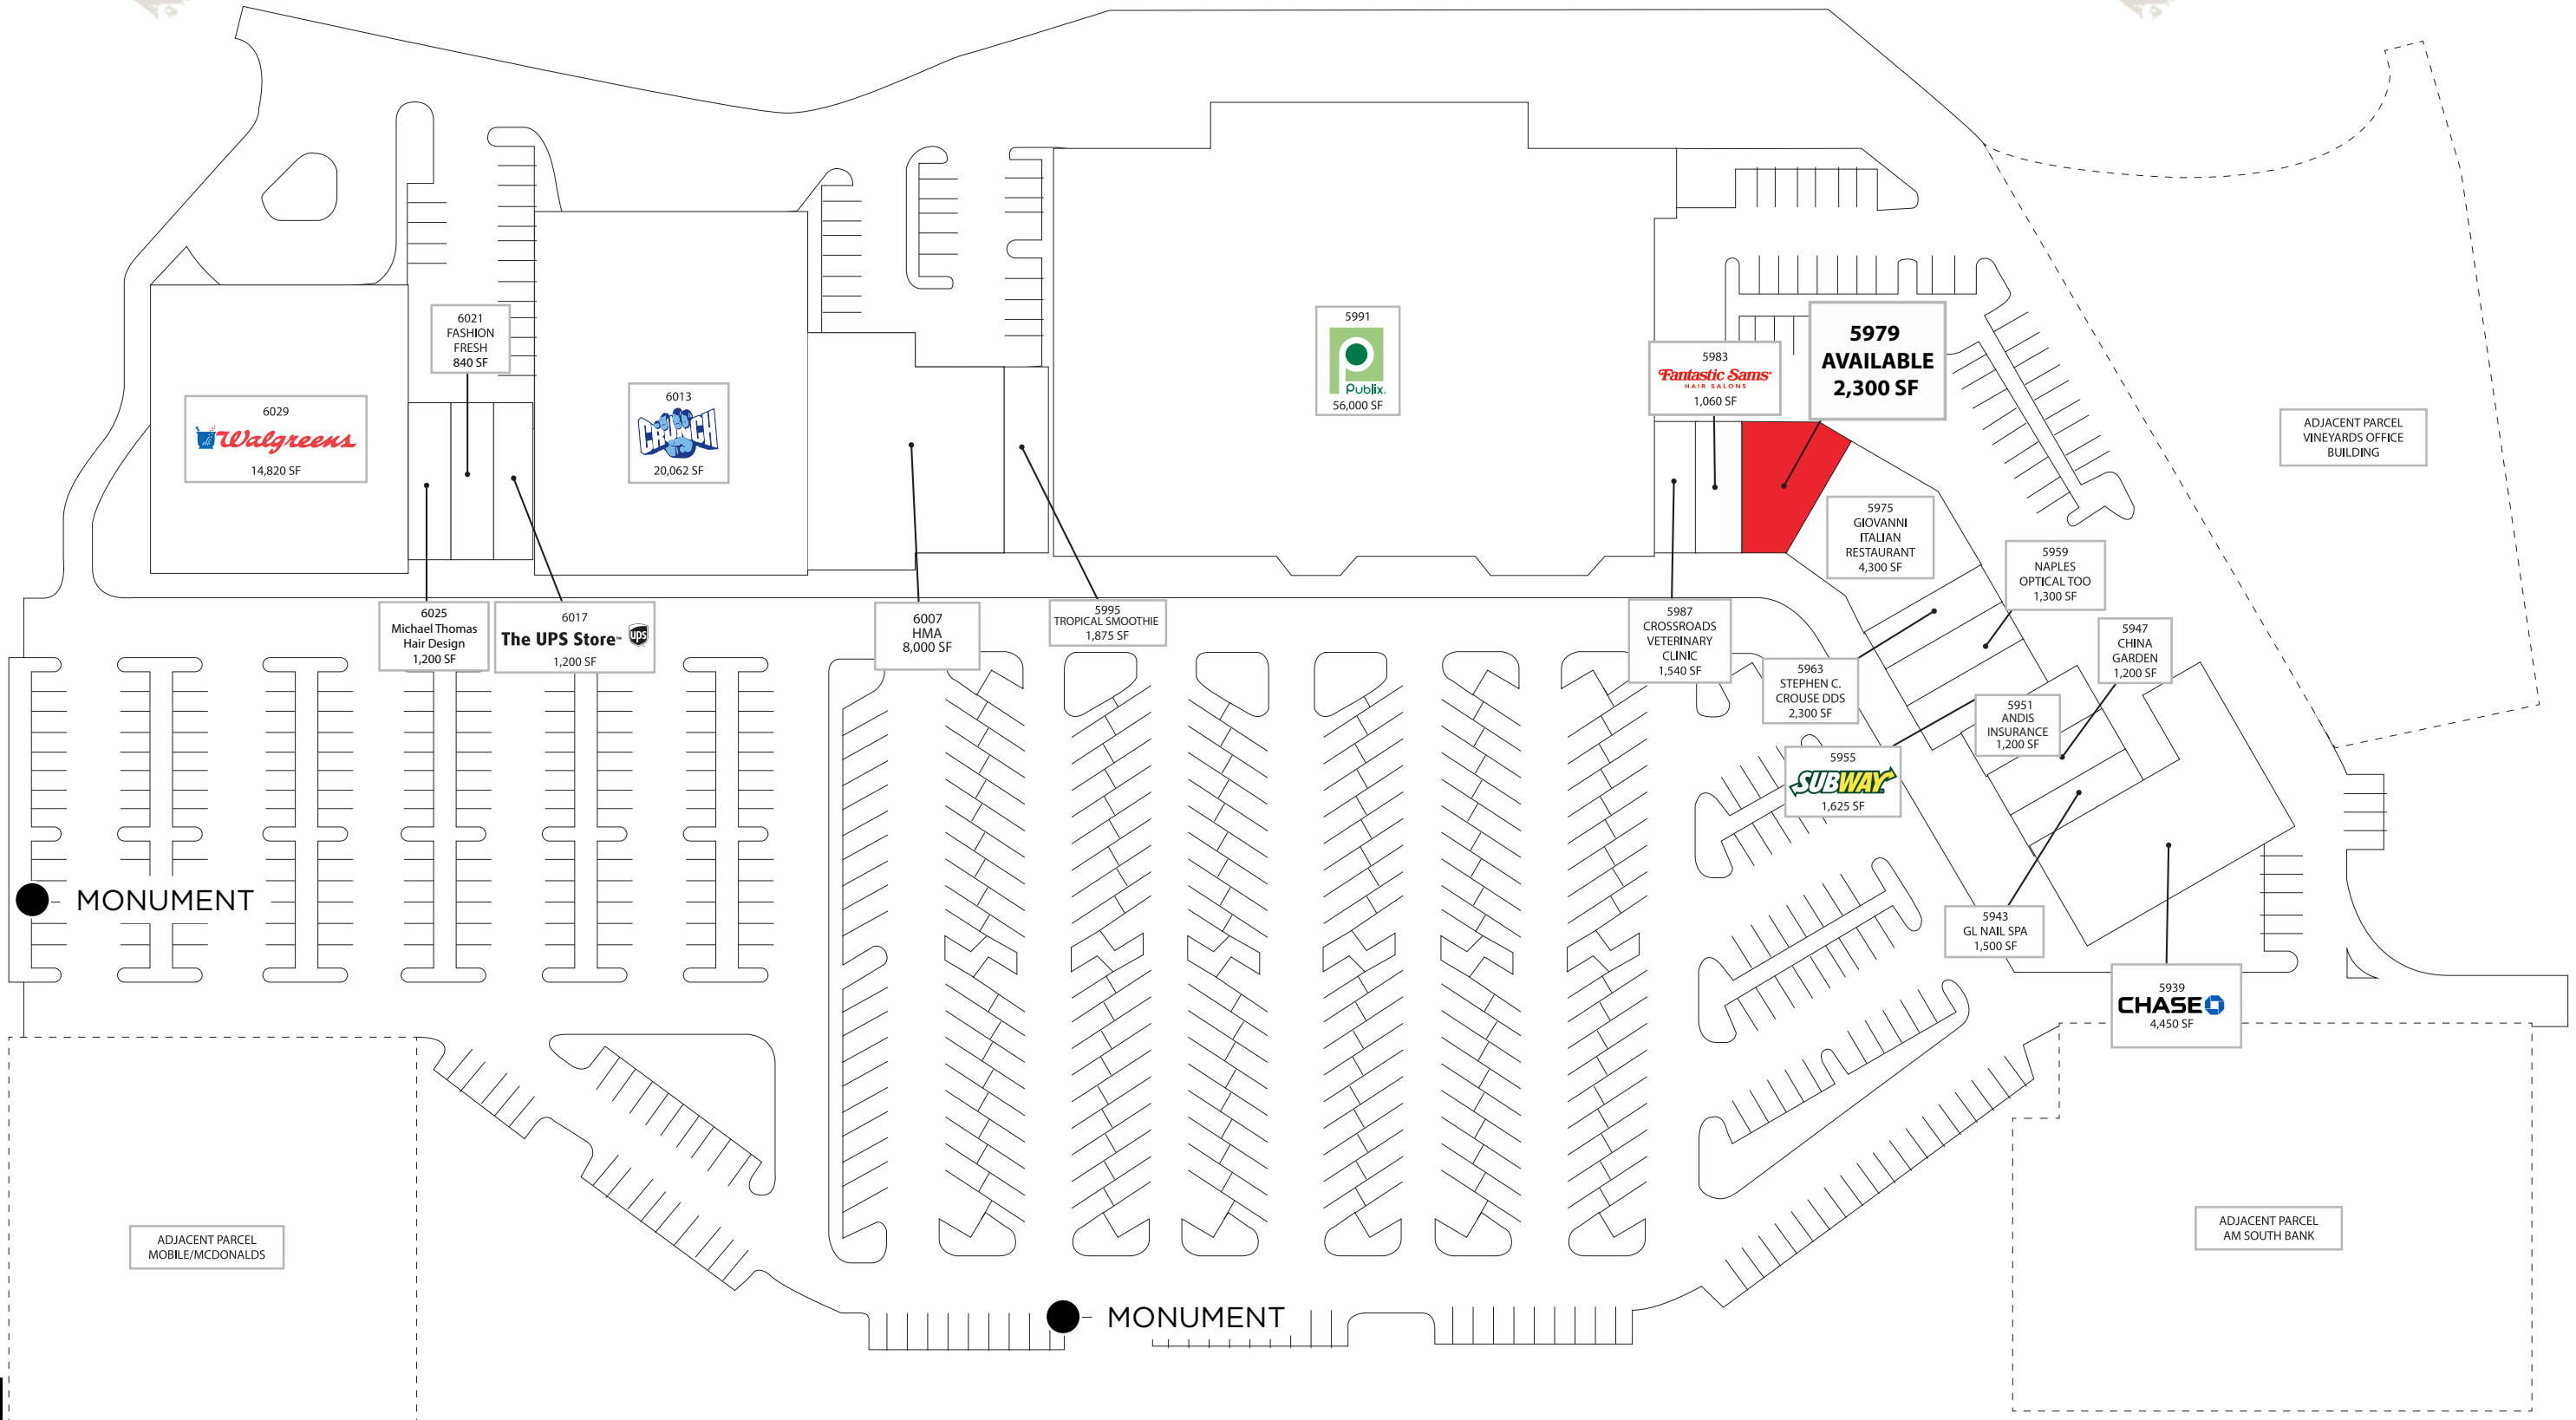 6021
FASHION
FRESH
840 SF
6029
Walgreens
14,820 SF
6013
CRUNCH
20,062 SF
5991
Publix.
56,000 SF
5983
Fantastic Sams®
HAIR SALONS
1,060 SF
5979
AVAILABLE
2,300 SF
ADJACENT PARCEL
VINEYARDS OFFICE
BUILDING
5975
GIOVANNI
ITALIAN
RESTAURANT
4,300 SF
5959
NAPLES
OPTICAL TOO
1,300 SF
6025
Michael Thomas
Hair Design
1,200 SF
6017
The UPS Store™ ups
1,200 SF
6007
HMA
8,000 SF
5995
TROPICAL SMOOTHIE
1,875 SF
5987
CROSSROADS
VETERINARY
CLINIC
1,540 SF
5963
STEPHEN C.
CROUSE DDS
2,300 SF
5947
CHINA
GARDEN
1,200 SF
5951
ANDIS
INSURANCE
1,200 SF
5955
SUBWAY
1,625 SF
5943
GL NAIL SPA
1,500 SF
5939
CHASE
4,450 SF
MONUMENT
ADJACENT PARCEL
MOBILE/MCDONALDS
ADJACENT PARCEL
AM SOUTH BANK
MONUMENT